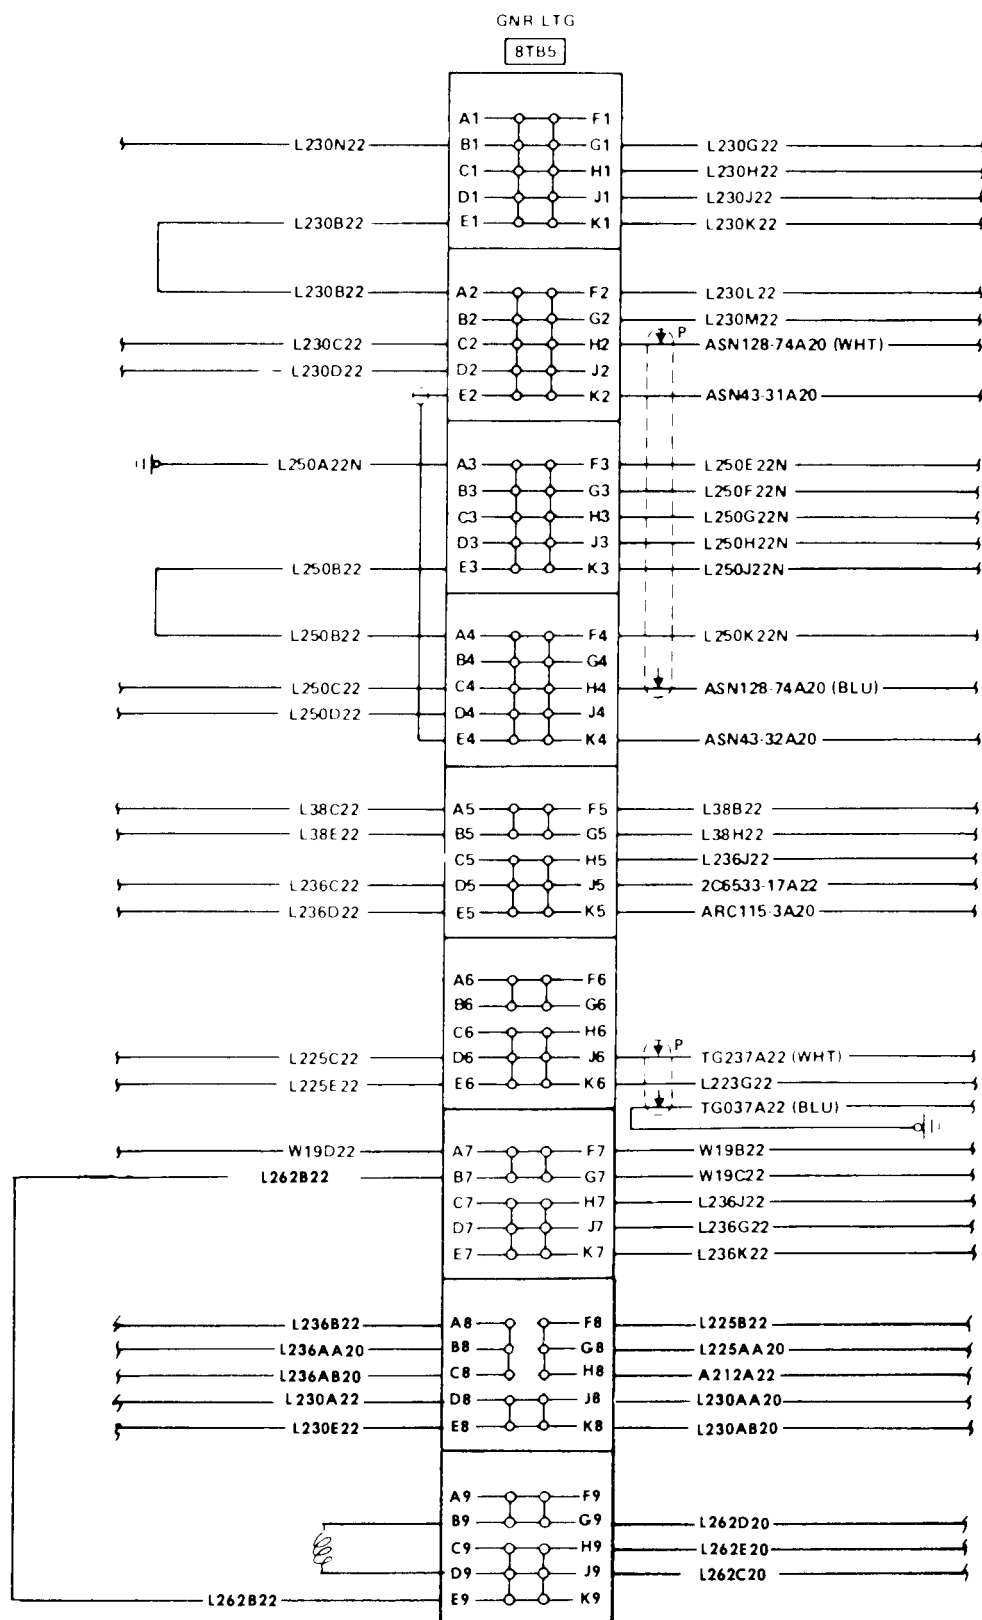 GNR LTG
8TB5
A1 F1
L230N22 B1 G1 L230G22
C1 H1 L230H22
D1 J1 L230J22
L230B22 E1 K1 L230K22
L230B22 A2 F2 L230L22
B2 G2 L230M22
P
L230C22 C2 H2 ASN128-74A20 (WHT)
L230D22 D2 J2
E2 K2 ASN43-31A20
L250A22N A3 F3 L250E22N
B3 G3 L250F22N
C3 H3 L250G22N
D3 J3 L250H22N
L250B22 E3 K3 L250J22N
L250B22 A4 F4 L250K22N
B4 G4
L250C22 C4 H4 ASN128-74A20 (BLU)
L250D22 D4 J4
E4 K4 ASN43-32A20
L38C22 A5 F5 L38B22
L38E22 B5 G5 L38H22
C5 H5 L236J22
L236C22 D5 J5 2C6533-17A22
L236D22 E5 K5 ARC115-3A20
A6 F6
B6 G6
C6 H6
P
L225C22 D6 J6 TG237A22 (WHT)
L225E22 E6 K6 L223G22
TG037A22 (BLU)
W19D22 A7 F7 W19B22
L262B22 B7 G7 W19C22
C7 H7 L236J22
D7 J7 L236G22
E7 K7 L236K22
L236B22 A8 F8 L225B22
L236AA20 B8 G8 L225AA20
L236AB20 C8 H8 A212A22
L230A22 D8 J8 L230AA20
L230E22 E8 K8 L230AB20
A9 F9
B9 G9 L262D20
C9 H9 L262E20
D9 J9 L262C20
L262B22 E9 K9